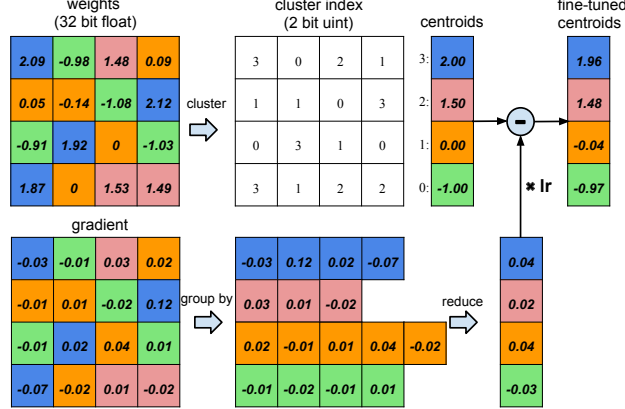 weights
(32 bit float)
cluster index
(2 bit uint)
centroids
fine-tuned
centroids
2.09 -0.98 1.48 0.09
0.05 -0.14 -1.08 2.12
-0.91 1.92 0 -1.03
1.87 0 1.53 1.49
cluster
3 0 2 1
1 1 0 3
0 3 1 0
3 1 2 2
3: 2.00
2: 1.50
1: 0.00
0: -1.00
-
× lr
1.96
1.48
-0.04
-0.97
gradient
-0.03 -0.01 0.03 0.02
-0.01 0.01 -0.02 0.12
-0.01 0.02 0.04 0.01
-0.07 -0.02 0.01 -0.02
group by
-0.03 0.12 0.02 -0.07
0.03 0.01 -0.02
0.02 -0.01 0.01 0.04 -0.02
-0.01 -0.02 -0.01 0.01
reduce
0.04
0.02
0.04
-0.03